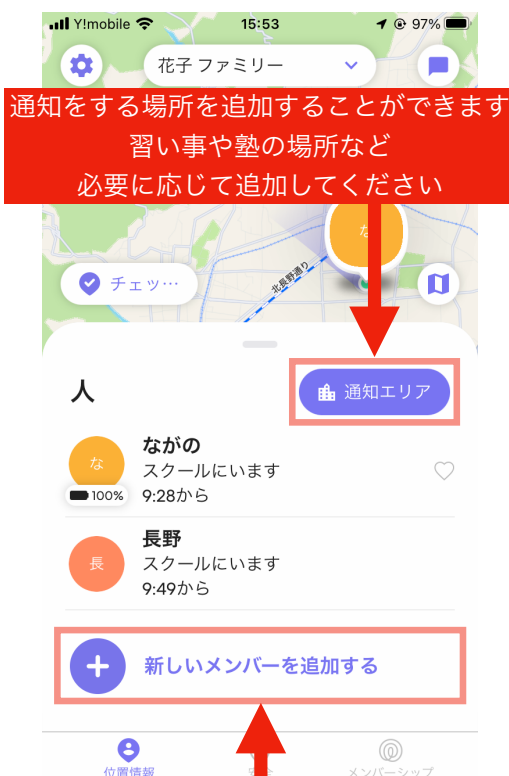 Y!mobile
15:53
97%
花子 ファミリー
通知をする場所を追加することができます
習い事や塾の場所など
必要に応じて追加してください
な
チェッ…
北長野通り
人
通知エリア
な
100%
ながの
スクールにいます
9:28から
長
長野
スクールにいます
9:49から
新しいメンバーを追加する
位置情報
メンバーシップ